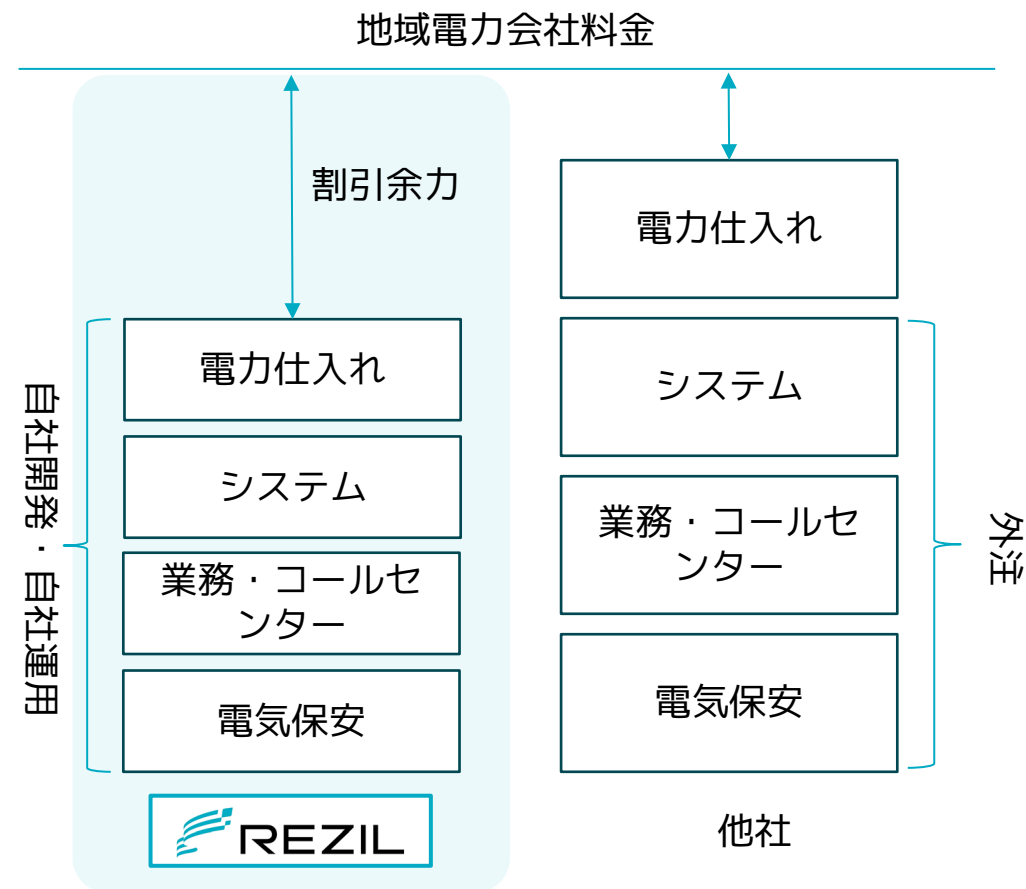 地域電力会社料金
割引余力
電力仕入れ
システム
業務・コールセ
ンター
電気保安
自社開発・自社運用
REZIL
電力仕入れ
システム
業務・コールセ
ンター
電気保安
外注
他社